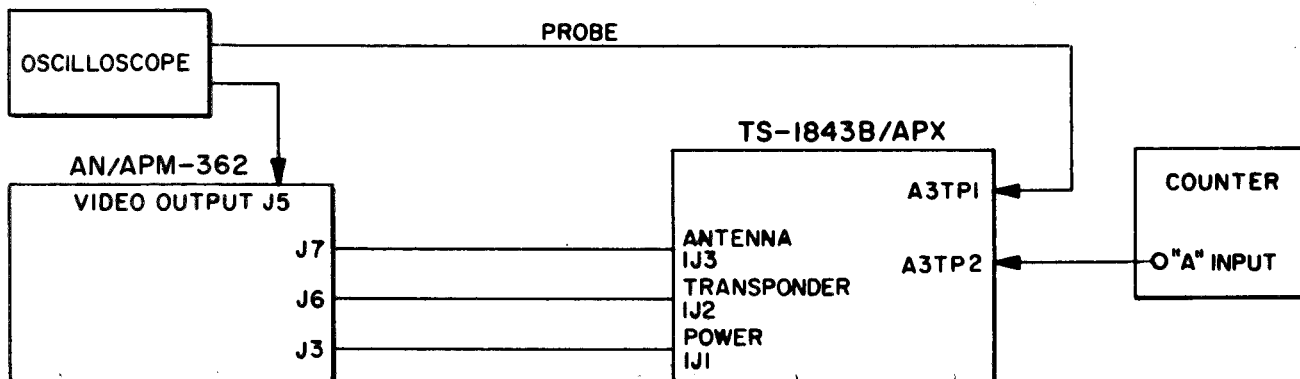 PROBE
OSCILLOSCOPE
TS-1843B/APX
AN/APM-362
VIDEO OUTPUT J5
A3TP1
COUNTER
J7
ANTENNA
1J3
A3TP2
"A" INPUT
J6
TRANSPONDER
1J2
J3
POWER
1J1